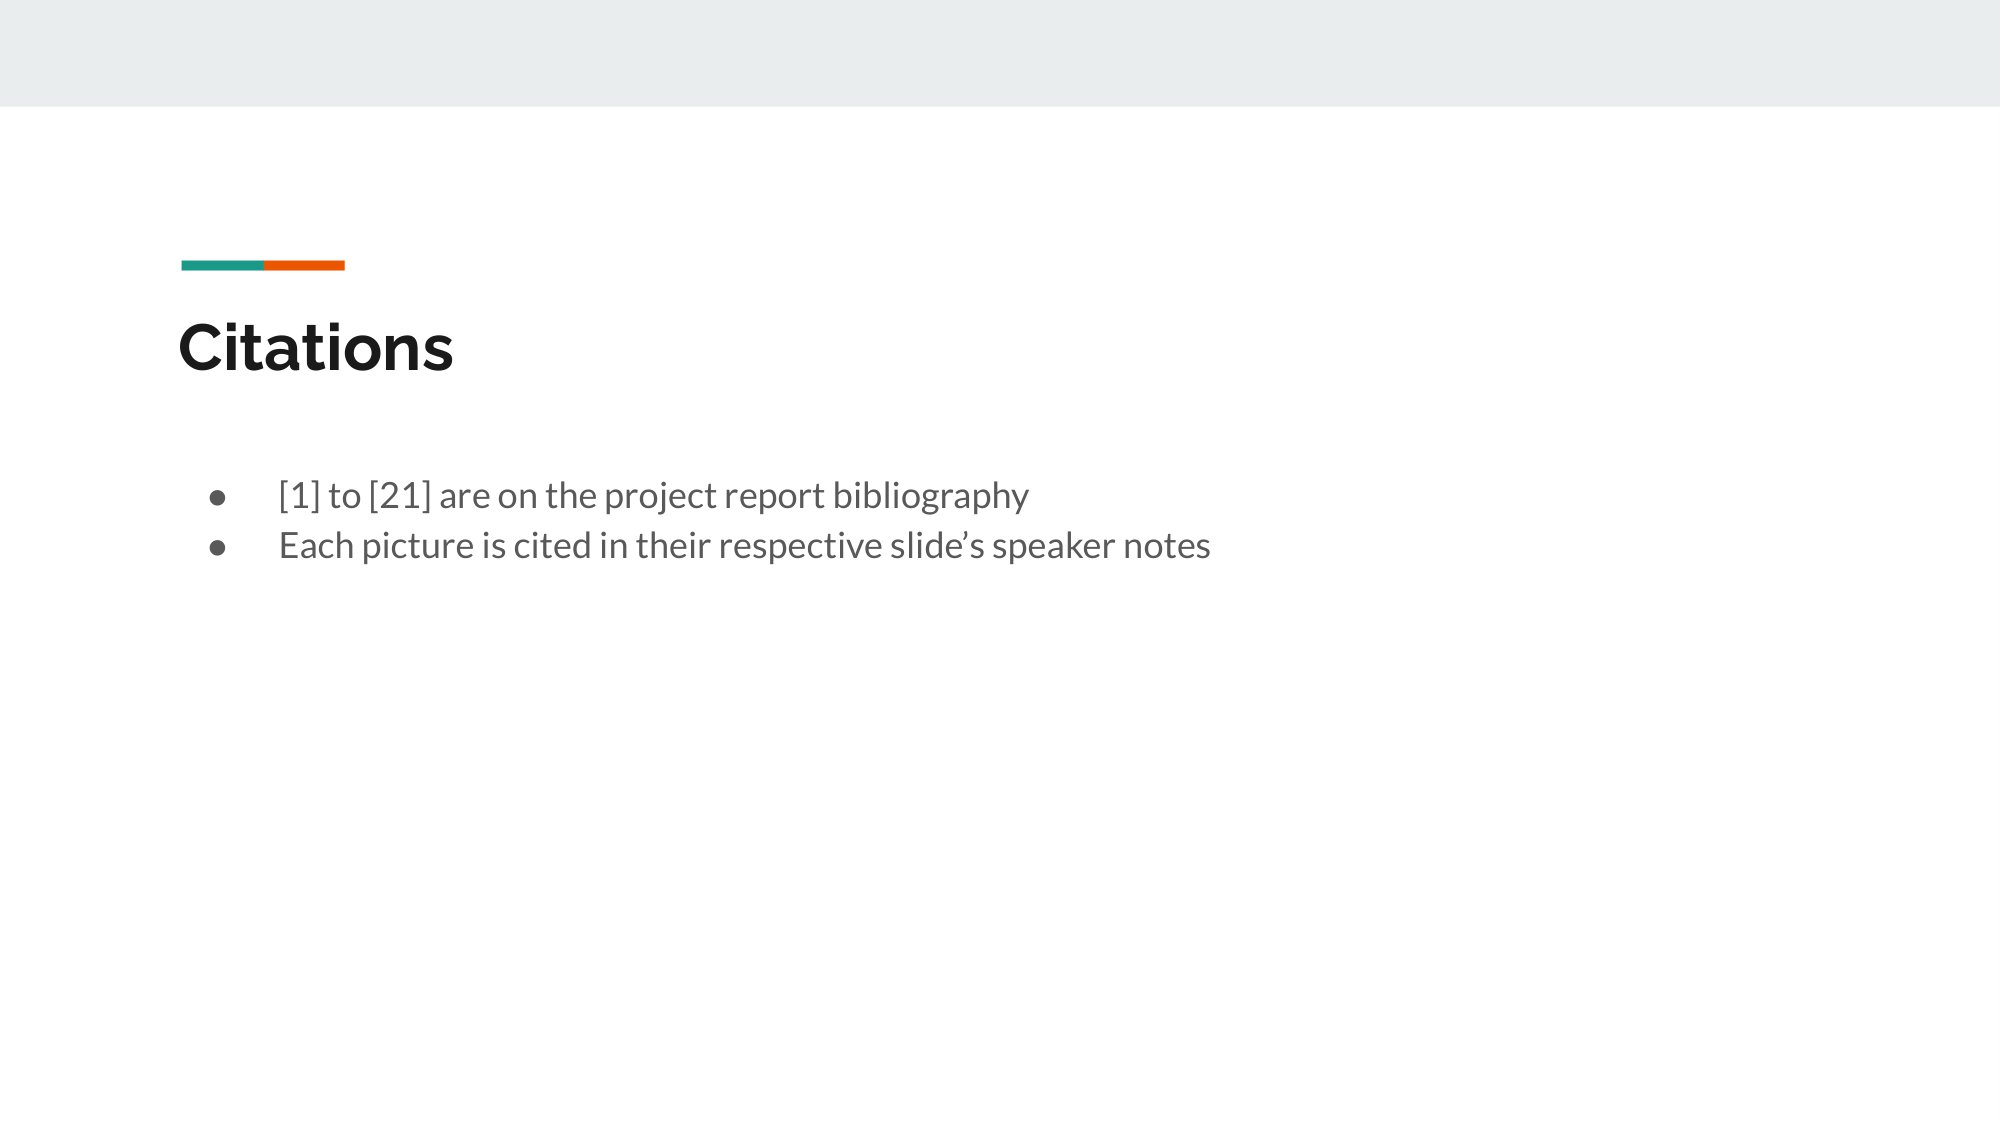 Citations
● [1] to [21] are on the project report bibliography
● Each picture is cited in their respective slide’s speaker notes